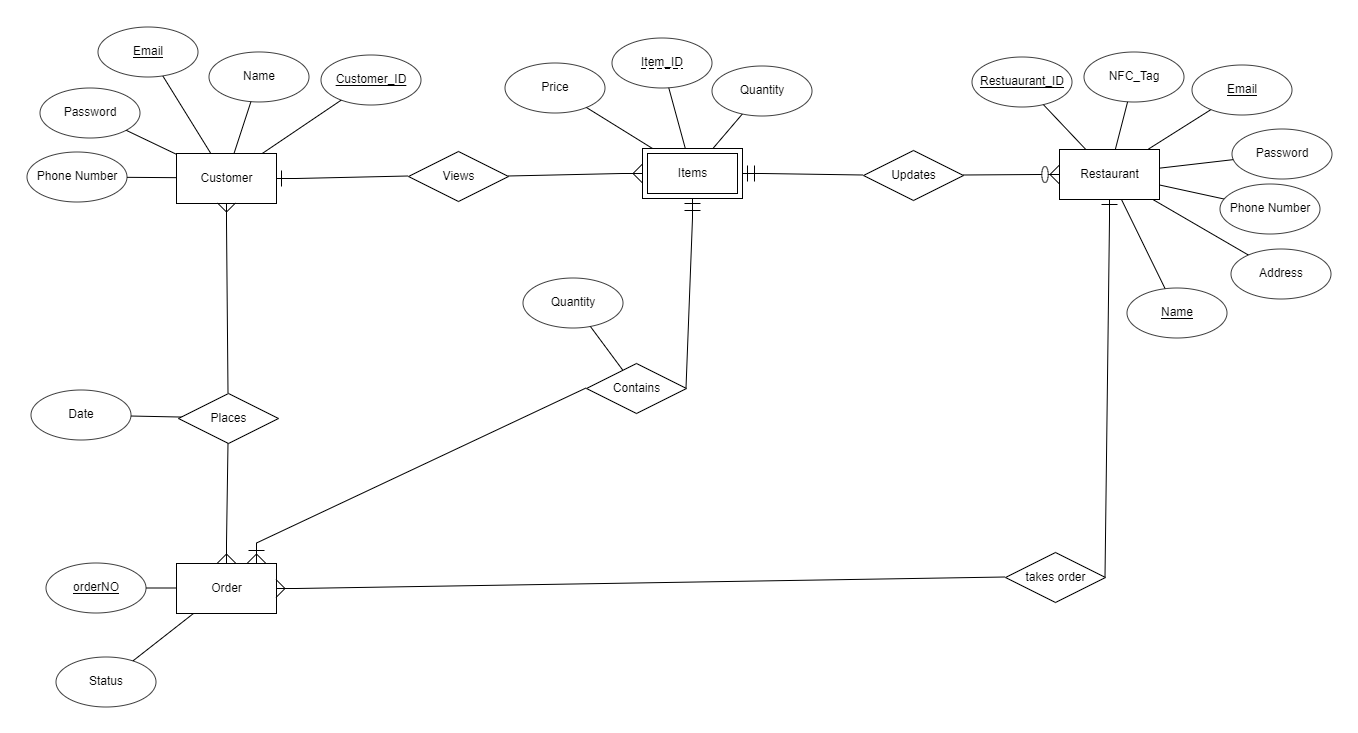 Email
Name
Customer_ID
Password
Phone Number
Customer
Views
Price
Item_ID
Quantity
Items
Updates
Restuaurant_ID
NFC_Tag
Email
Password
Phone Number
Address
Name
Restaurant
Quantity
Contains
Date
Places
orderNO
Order
Status
takes order